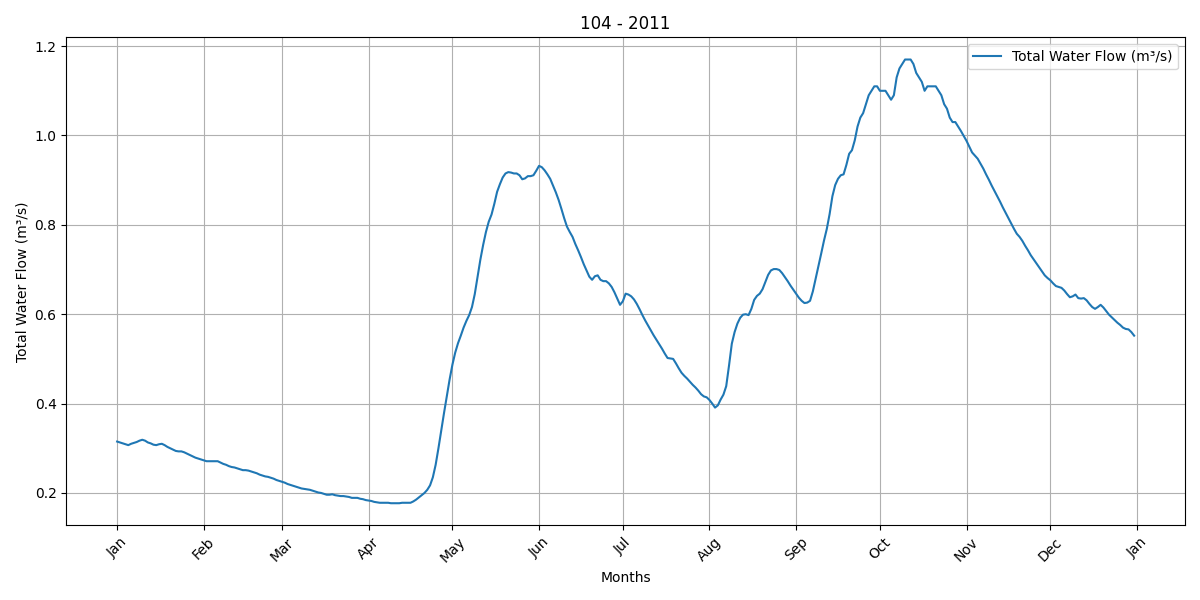 104 - 2011
Total Water Flow (m³/s)
Total Water Flow (m³/s)
1.2
1.0
0.8
0.6
0.4
0.2
Jan
Feb
Mar
Apr
May
Jun
Jul
Aug
Sep
Oct
Nov
Dec
Jan
Months